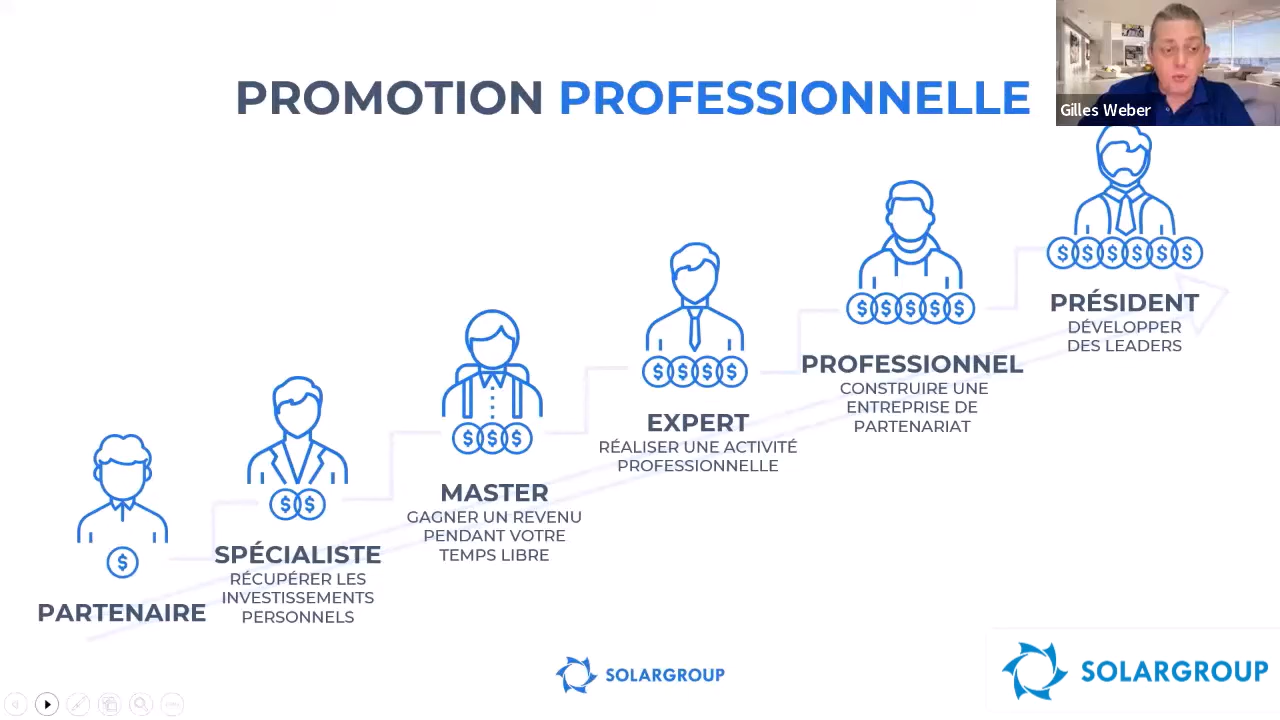 PROMOTION PROFESSIONNELLE
Gilles Weber
PRÉSIDENT
DÉVELOPPER
DES LEADERS
PROFESSIONNEL
CONSTRUIRE UNE
ENTREPRISE DE
PARTENARIAT
EXPERT
RÉALISER UNE ACTIVITÉ
PROFESSIONNELLE
MASTER
GAGNER UN REVENU
PENDANT VOTRE
TEMPS LIBRE
SPÉCIALISTE
RÉCUPÉRER LES
INVESTISSEMENTS
PERSONNELS
PARTENAIRE
SOLARGROUP
SOLARGROUP